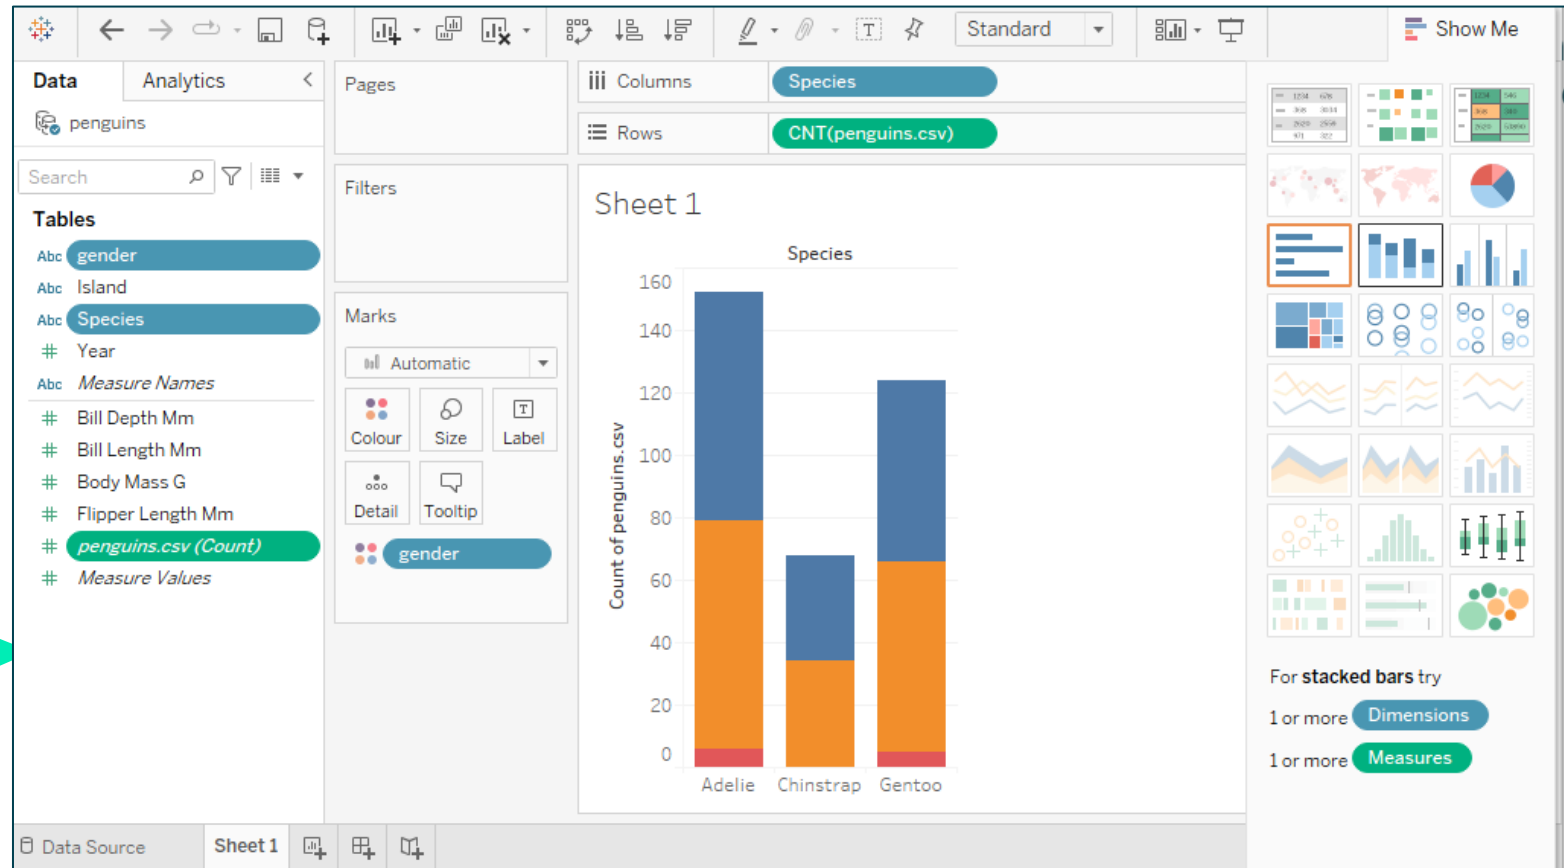 Standard
Show Me
Data
Analytics
penguins
Search
Tables
Abc gender
Abc Island
Abc Species
# Year
Abc Measure Names
# Bill Depth Mm
# Bill Length Mm
# Body Mass G
# Flipper Length Mm
# penguins.csv (Count)
# Measure Values
Pages
Filters
Marks
Automatic
Colour
Size
T
Label
Detail
Tooltip
gender
Columns
Species
Rows
CNT(penguins.csv)
Sheet 1
Species
Count of penguins.csv
160
140
120
100
80
60
40
20
0
Adelie Chinstrap Gentoo
For stacked bars try
1 or more Dimensions
1 or more Measures
Data Source
Sheet 1